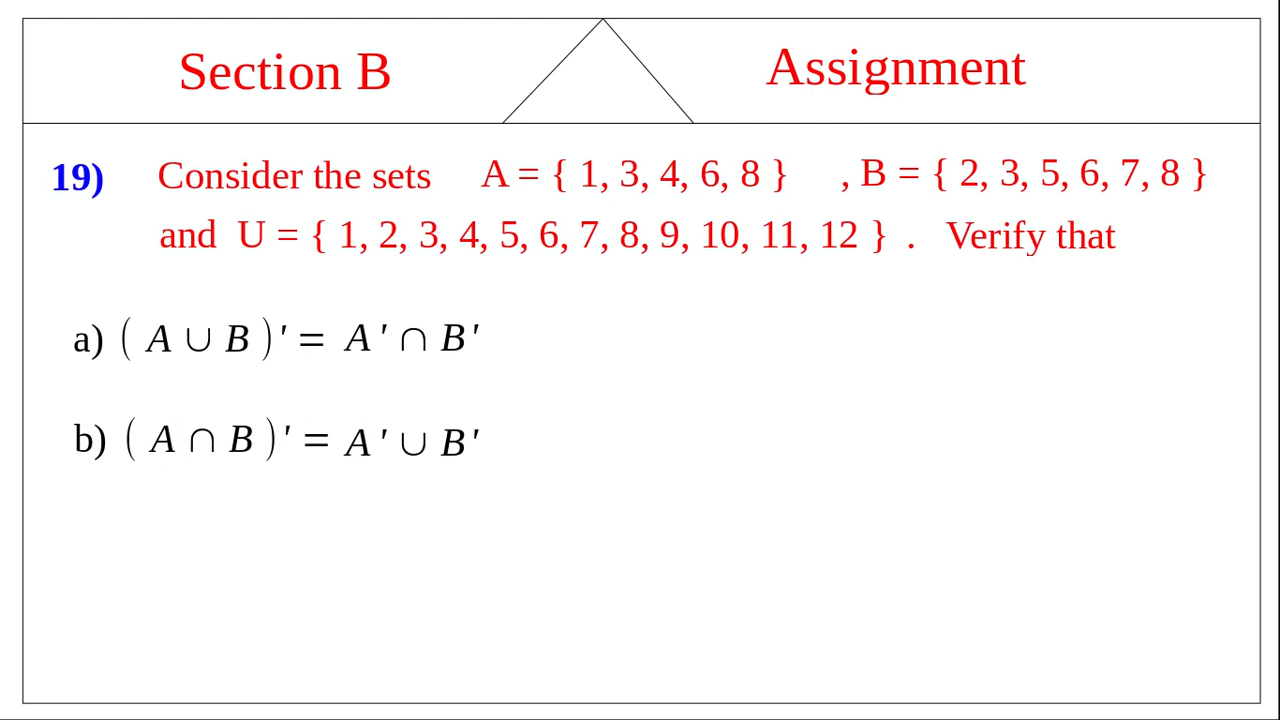 Section B
Assignment
19) Consider the sets A = { 1, 3, 4, 6, 8 } , B = { 2, 3, 5, 6, 7, 8 }
and U = { 1, 2, 3, 4, 5, 6, 7, 8, 9, 10, 11, 12 } . Verify that
a) ( A ∪ B )′ = A ′ ∩ B ′
b) ( A ∩ B )′ = A ′ ∪ B ′